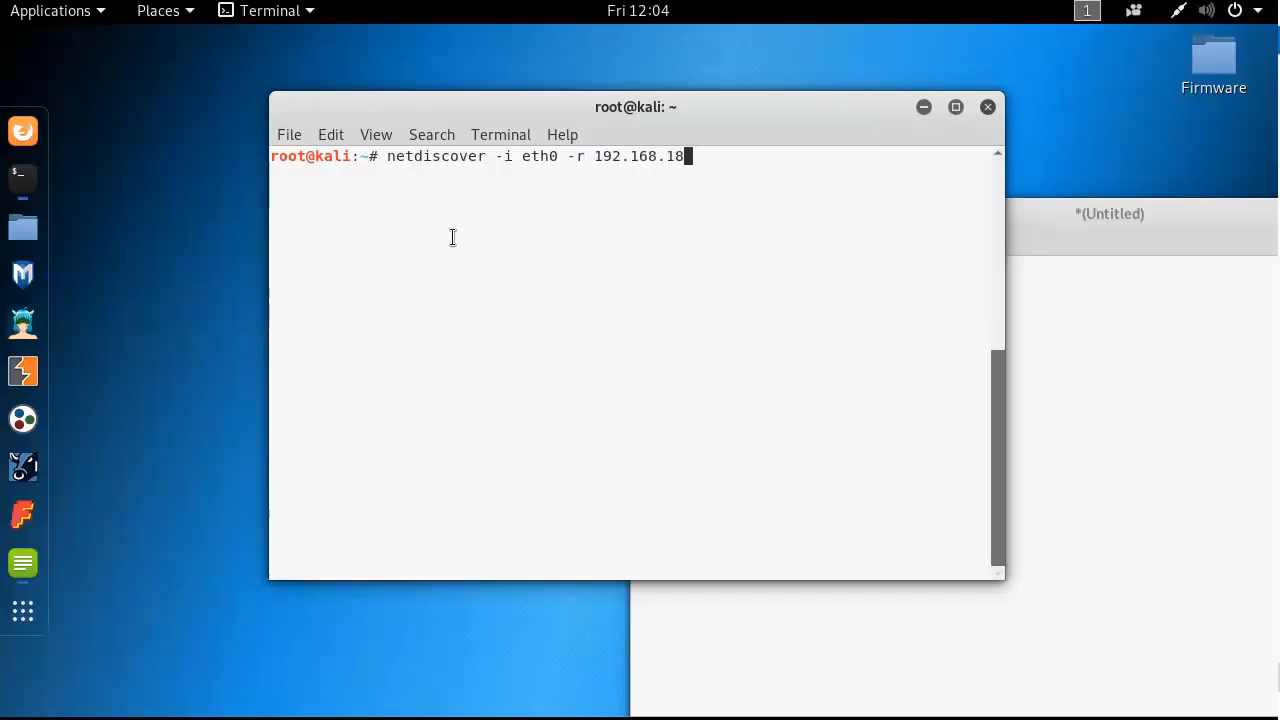 Applications Places Terminal Fri 12:04 1
Firmware
root@kali: ~
File Edit View Search Terminal Help
root@kali:~# netdiscover -i eth0 -r 192.168.18
*(Untitled)